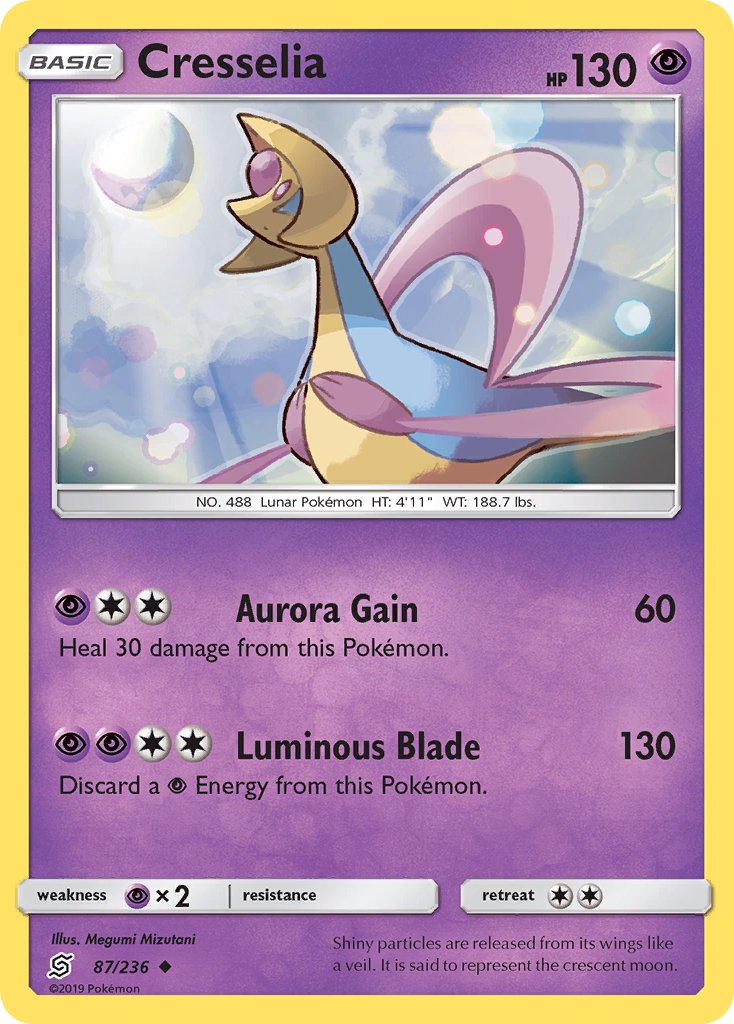 BASIC
Cresselia
HP 130
NO. 488 Lunar Pokémon HT: 4'11" WT: 188.7 lbs.
Aurora Gain 60
Heal 30 damage from this Pokémon.
Luminous Blade 130
Discard a Energy from this Pokémon.
weakness ×2 resistance retreat
Illus. Megumi Mizutani
87/236
©2019 Pokémon
Shiny particles are released from its wings like
a veil. It is said to represent the crescent moon.